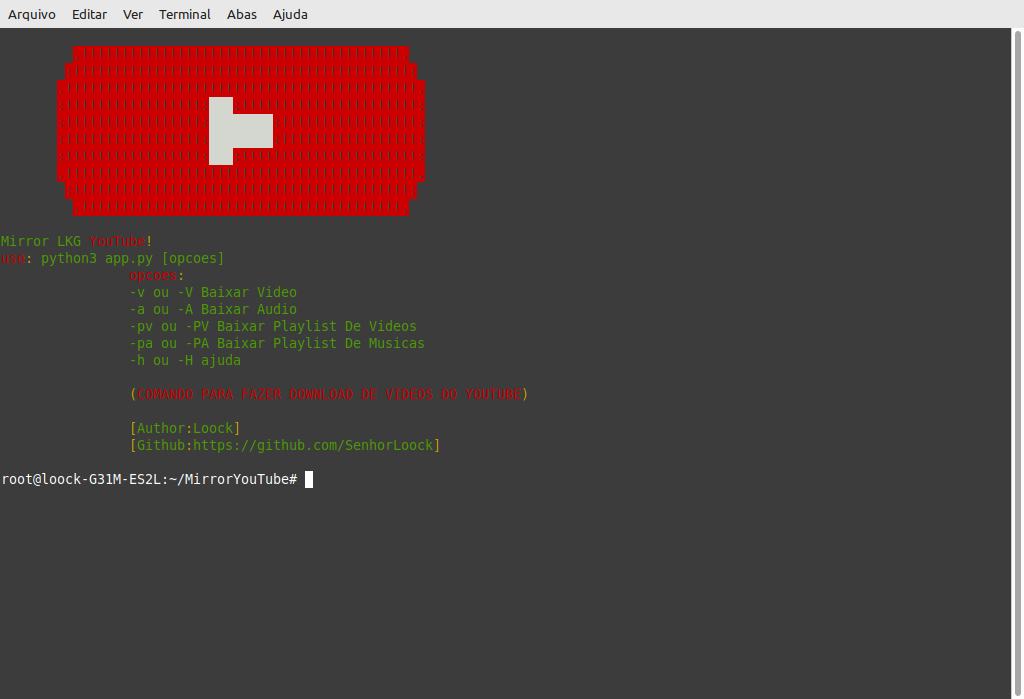 Arquivo Editar Ver Terminal Abas Ajuda
Mirror LKG YouTube!
use: python3 app.py [opcoes]
opcoes:
-v ou -V Baixar Video
-a ou -A Baixar Audio
-pv ou -PV Baixar Playlist De Videos
-pa ou -PA Baixar Playlist De Musicas
-h ou -H ajuda
(COMANDO PARA FAZER DOWNLOAD DE VIDEOS DO YOUTUBE)
[Author:Loock]
[Github:https://github.com/SenhorLoock]
root@loock-G31M-ES2L:~/MirrorYouTube#